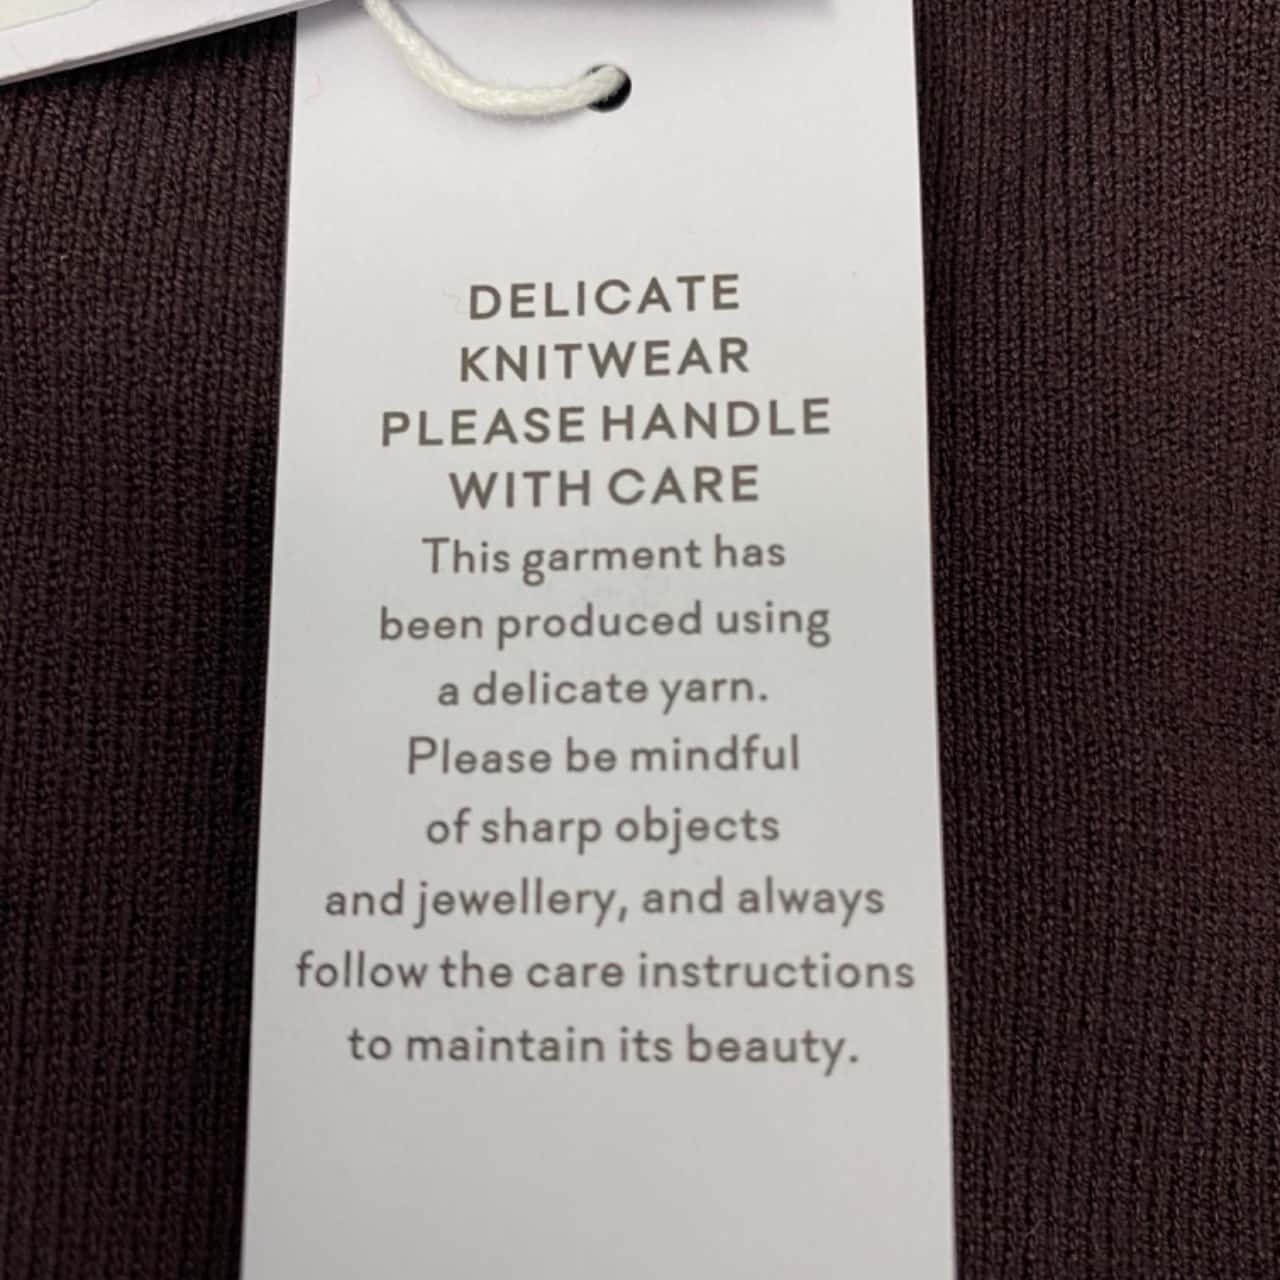 DELICATE
KNITWEAR
PLEASE HANDLE
WITH CARE
This garment has
been produced using
a delicate yarn.
Please be mindful
of sharp objects
and jewellery, and always
follow the care instructions
to maintain its beauty.